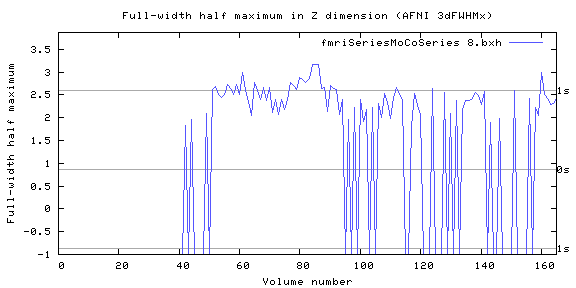 Full-width half maximum in Z dimension (AFNI 3dFWHMx)
fmriSeriesMoCoSeries 8.bxh
Full-width half maximum
3.5
3
2.5
2
1.5
1
0.5
0
-0.5
-1
1s
0s
1s
0 20 40 60 80 100 120 140 160
Volume number